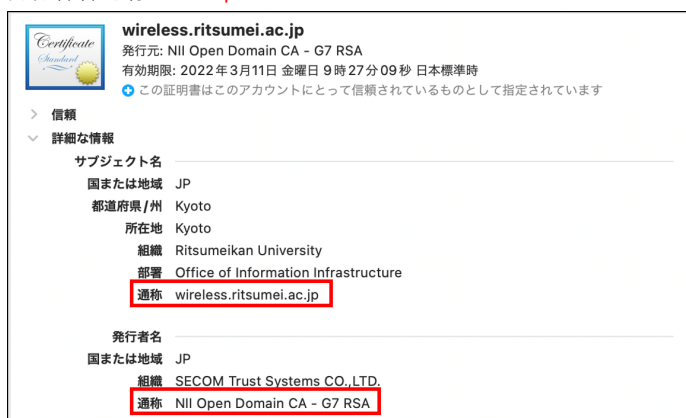 Certificate
Standard
wireless.ritsumei.ac.jp
発行元: NII Open Domain CA - G7 RSA
有効期限: 2022年3月11日 金曜日 9時27分09秒 日本標準時
この証明書はこのアカウントにとって信頼されているものとして指定されています
信頼
詳細な情報
サブジェクト名
国または地域 JP
都道府県/州 Kyoto
所在地 Kyoto
組織 Ritsumeikan University
部署 Office of Information Infrastructure
通称 wireless.ritsumei.ac.jp
発行者名
国または地域 JP
組織 SECOM Trust Systems CO.,LTD.
通称 NII Open Domain CA - G7 RSA